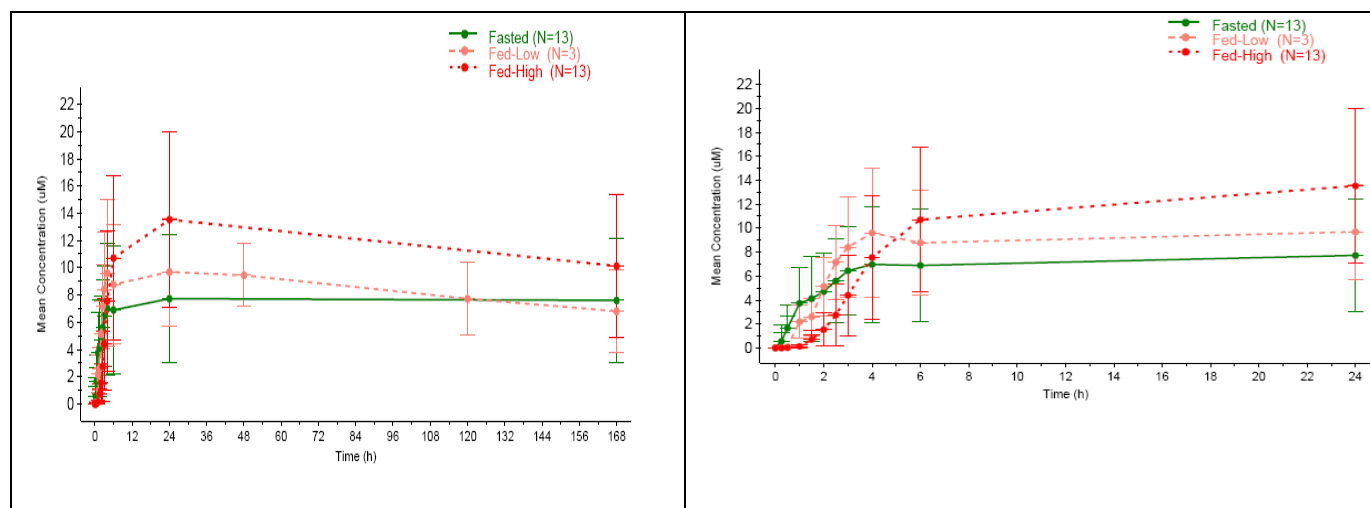 Fasted (N=13)
Fed-Low (N=3)
Fed-High (N=13)
Mean Concentration (uM)
22
20
18
16
14
12
10
8
6
4
2
0
0 12 24 36 48 60 72 84 96 108 120 132 144 156 168
Time (h)
Fasted (N=13)
Fed-Low (N=3)
Fed-High (N=13)
Mean Concentration (uM)
22
20
18
16
14
12
10
8
6
4
2
0
0 2 4 6 8 10 12 14 16 18 20 22 24
Time (h)